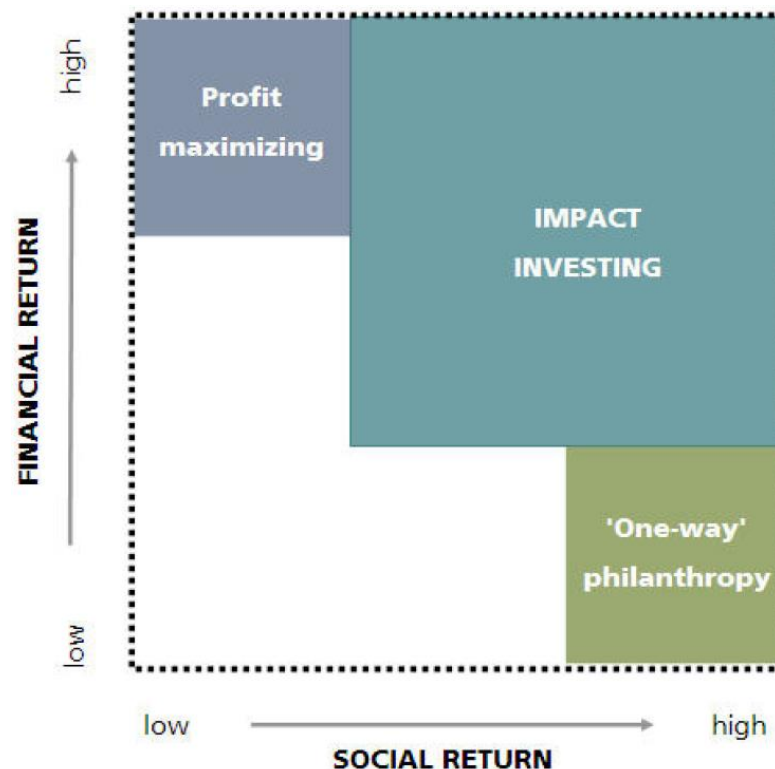 high
Profit
maximizing
IMPACT
INVESTING
FINANCIAL RETURN
'One-way'
philanthropy
low
low
high
SOCIAL RETURN